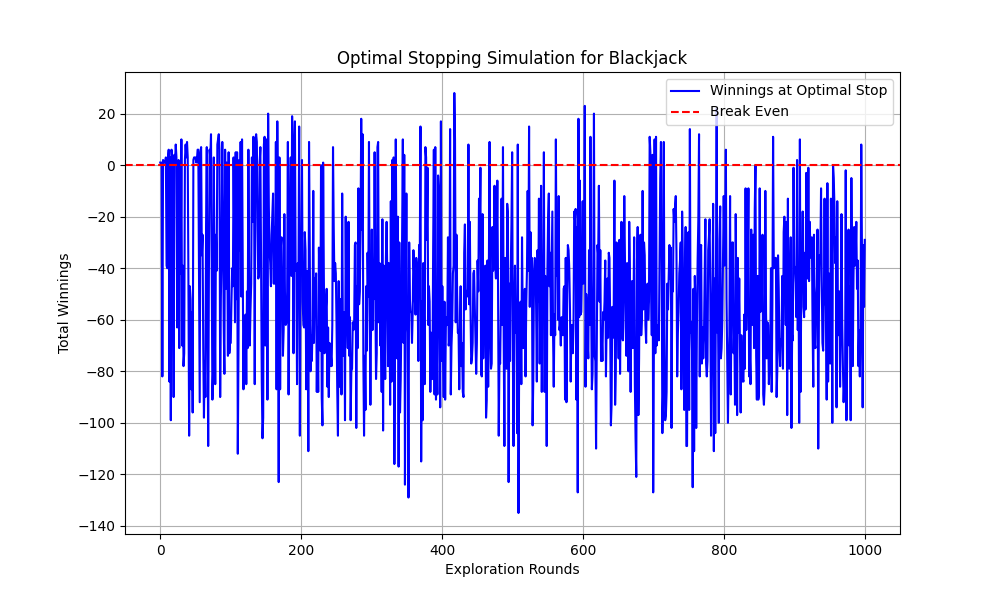 Optimal Stopping Simulation for Blackjack
Winnings at Optimal Stop
Break Even
20
0
−20
−40
−60
−80
−100
−120
−140
Total Winnings
0 200 400 600 800 1000
Exploration Rounds